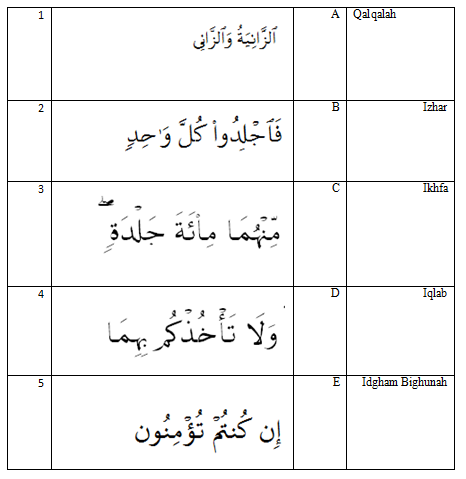 1 ٱلزَّانِيَةُ وَٱلزَّانِى A Qalqalah
2 فَٱجْلِدُوا۟ كُلَّ وَٰحِدٍۢ B Izhar
3 مِّنْهُمَا مِا۟ئَةَ جَلْدَةٍۢ ۖ C Ikhfa
4 وَلَا تَأْخُذْكُم بِهِمَا D Iqlab
5 إِن كُنتُمْ تُؤْمِنُون E Idgham Bighunah